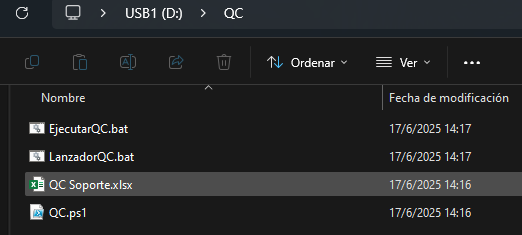 USB1 (D:) > QC
Ordenar Ver
Nombre Fecha de modificación
EjecutarQC.bat 17/6/2025 14:17
LanzadorQC.bat 17/6/2025 14:17
QC Soporte.xlsx 17/6/2025 14:16
QC.ps1 17/6/2025 14:16